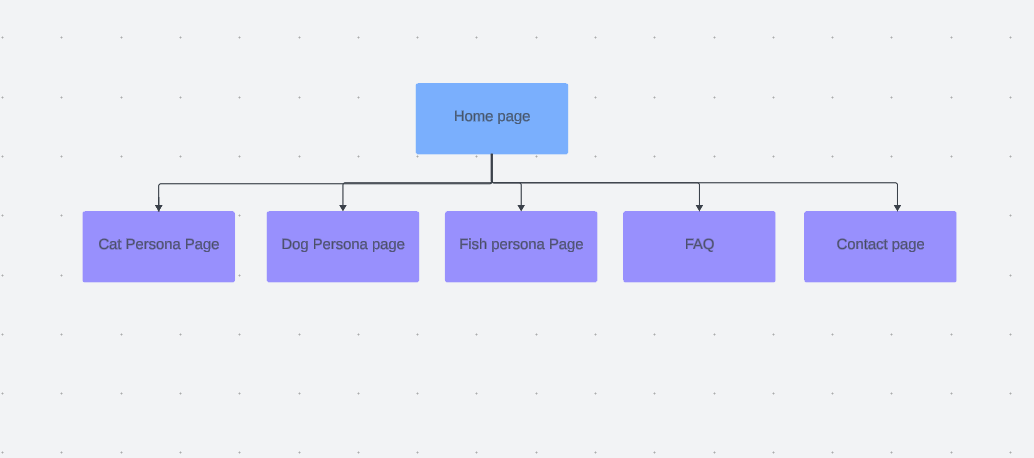 Home page
Cat Persona Page
Dog Persona page
Fish persona Page
FAQ
Contact page